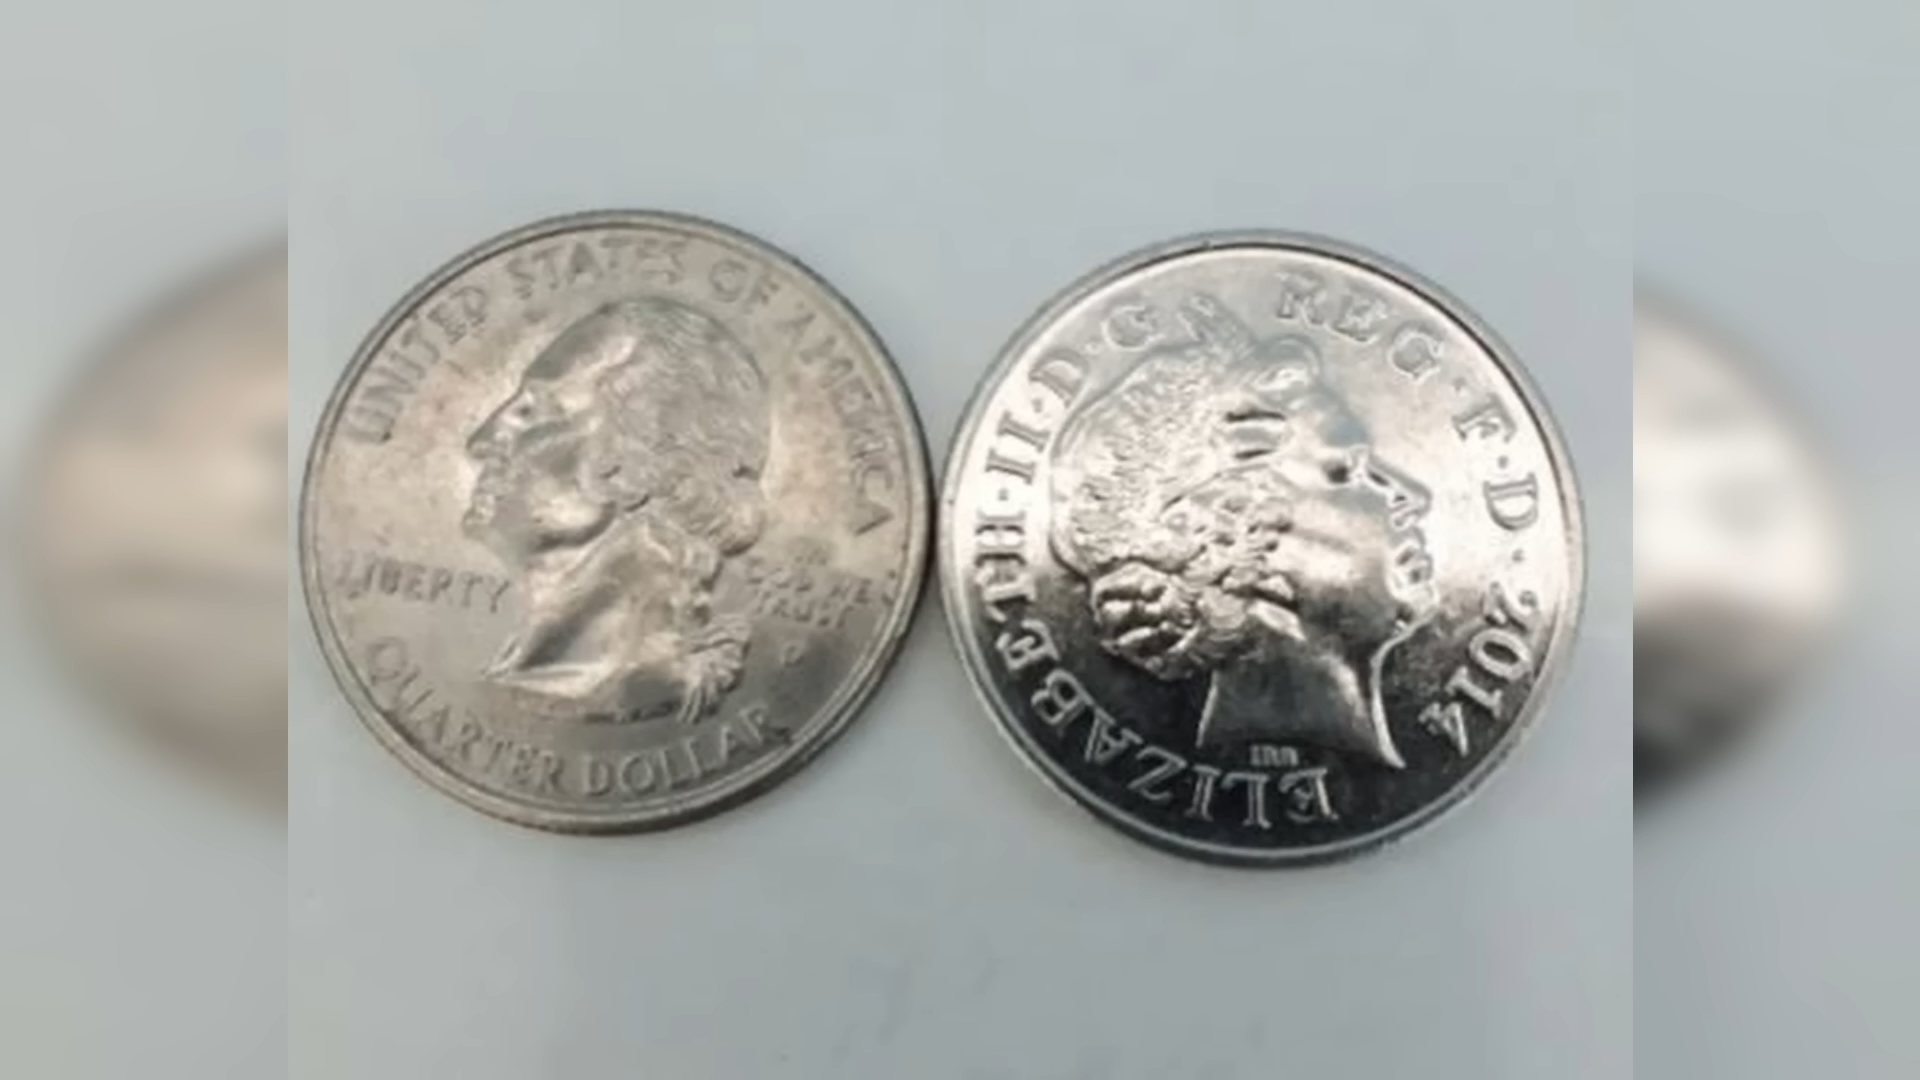 UNITED STATES OF AMERICA
LIBERTY
IN
GOD WE
TRUST
P
QUARTER DOLLAR
ELIZABETH·II·D·G REG·F·D·2014
IRB